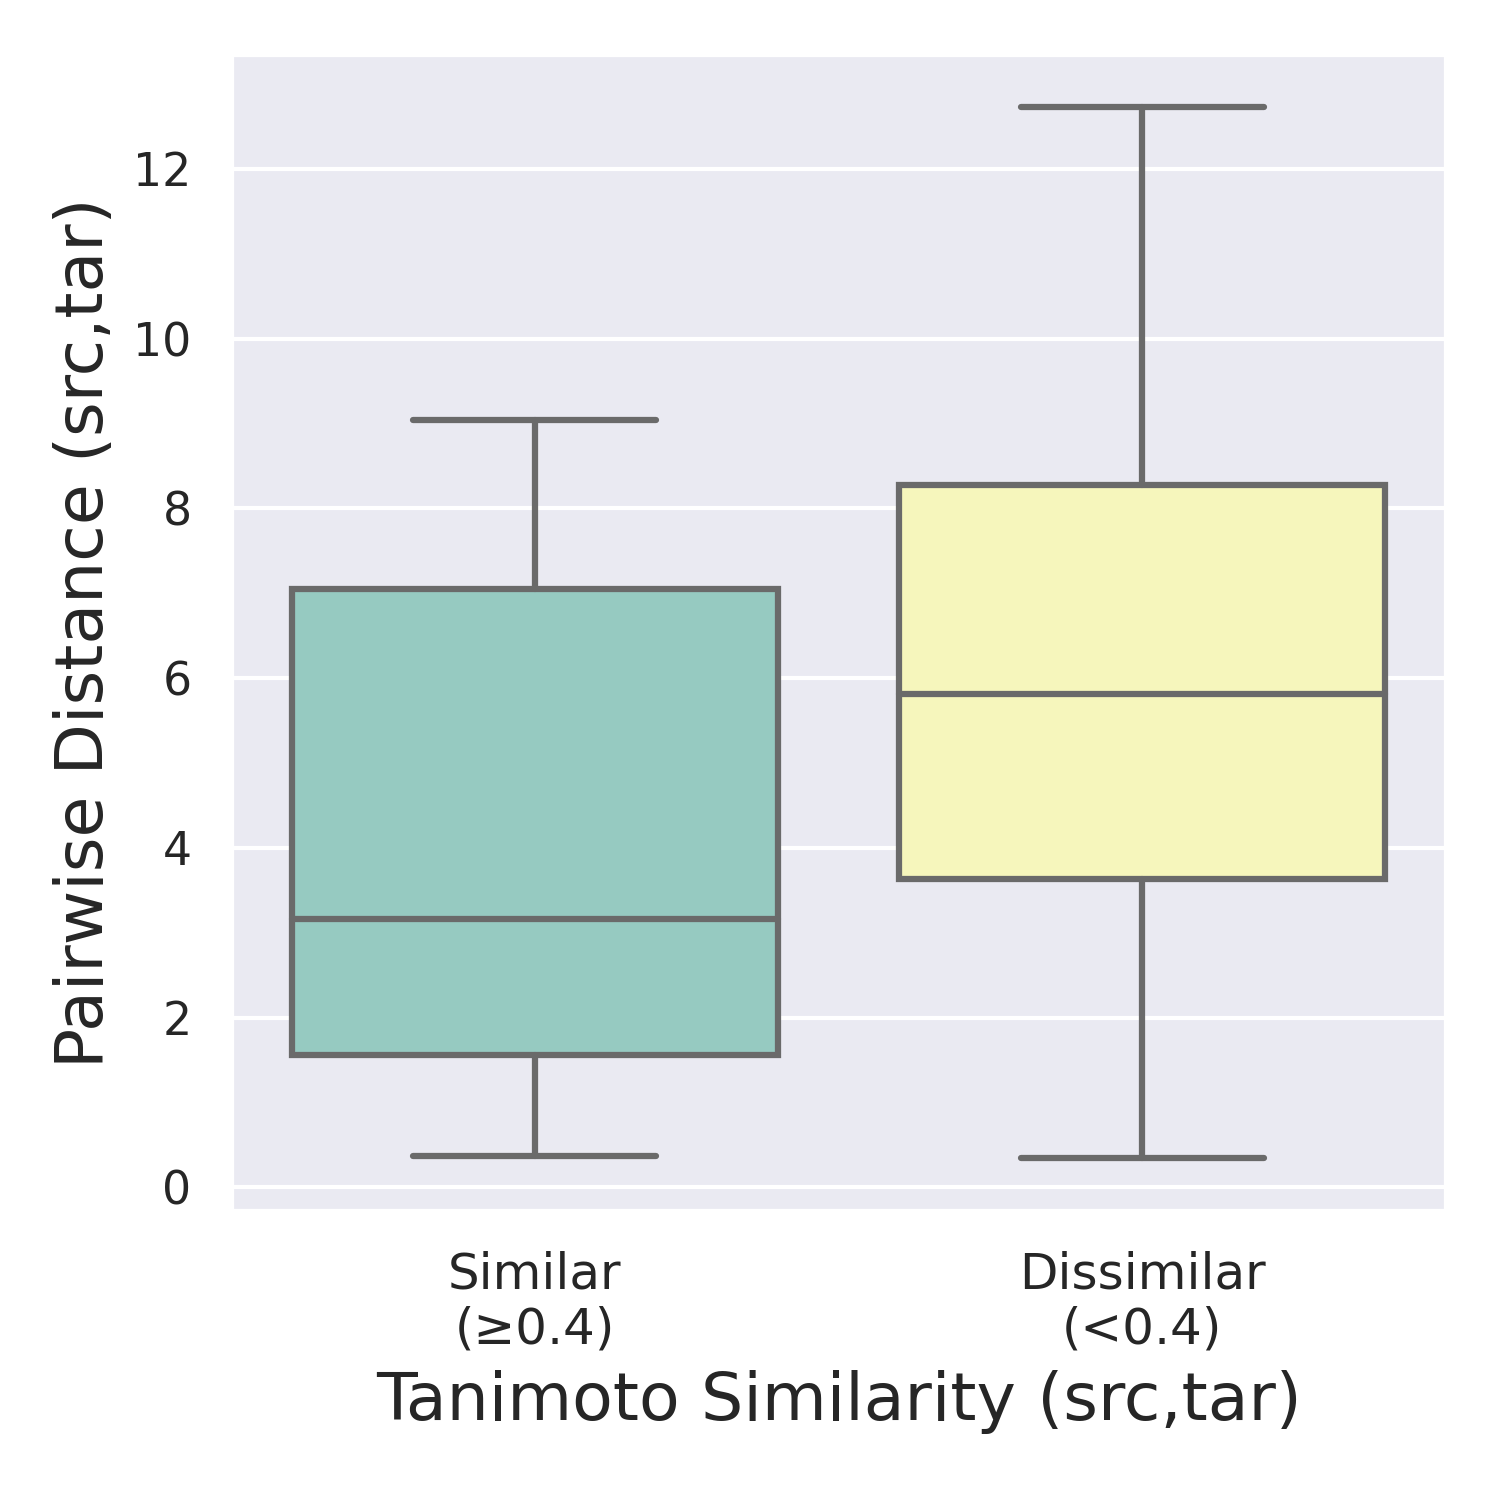 Pairwise Distance (src,tar)
12
10
8
6
4
2
0
Similar
(≥0.4)
Dissimilar
(<0.4)
Tanimoto Similarity (src,tar)